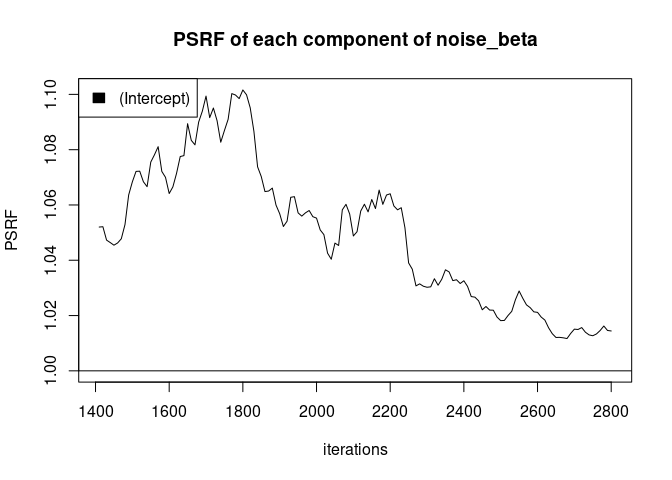 PSRF of each component of noise_beta
(Intercept)
PSRF
1.10
1.08
1.06
1.04
1.02
1.00
1400 1600 1800 2000 2200 2400 2600 2800
iterations